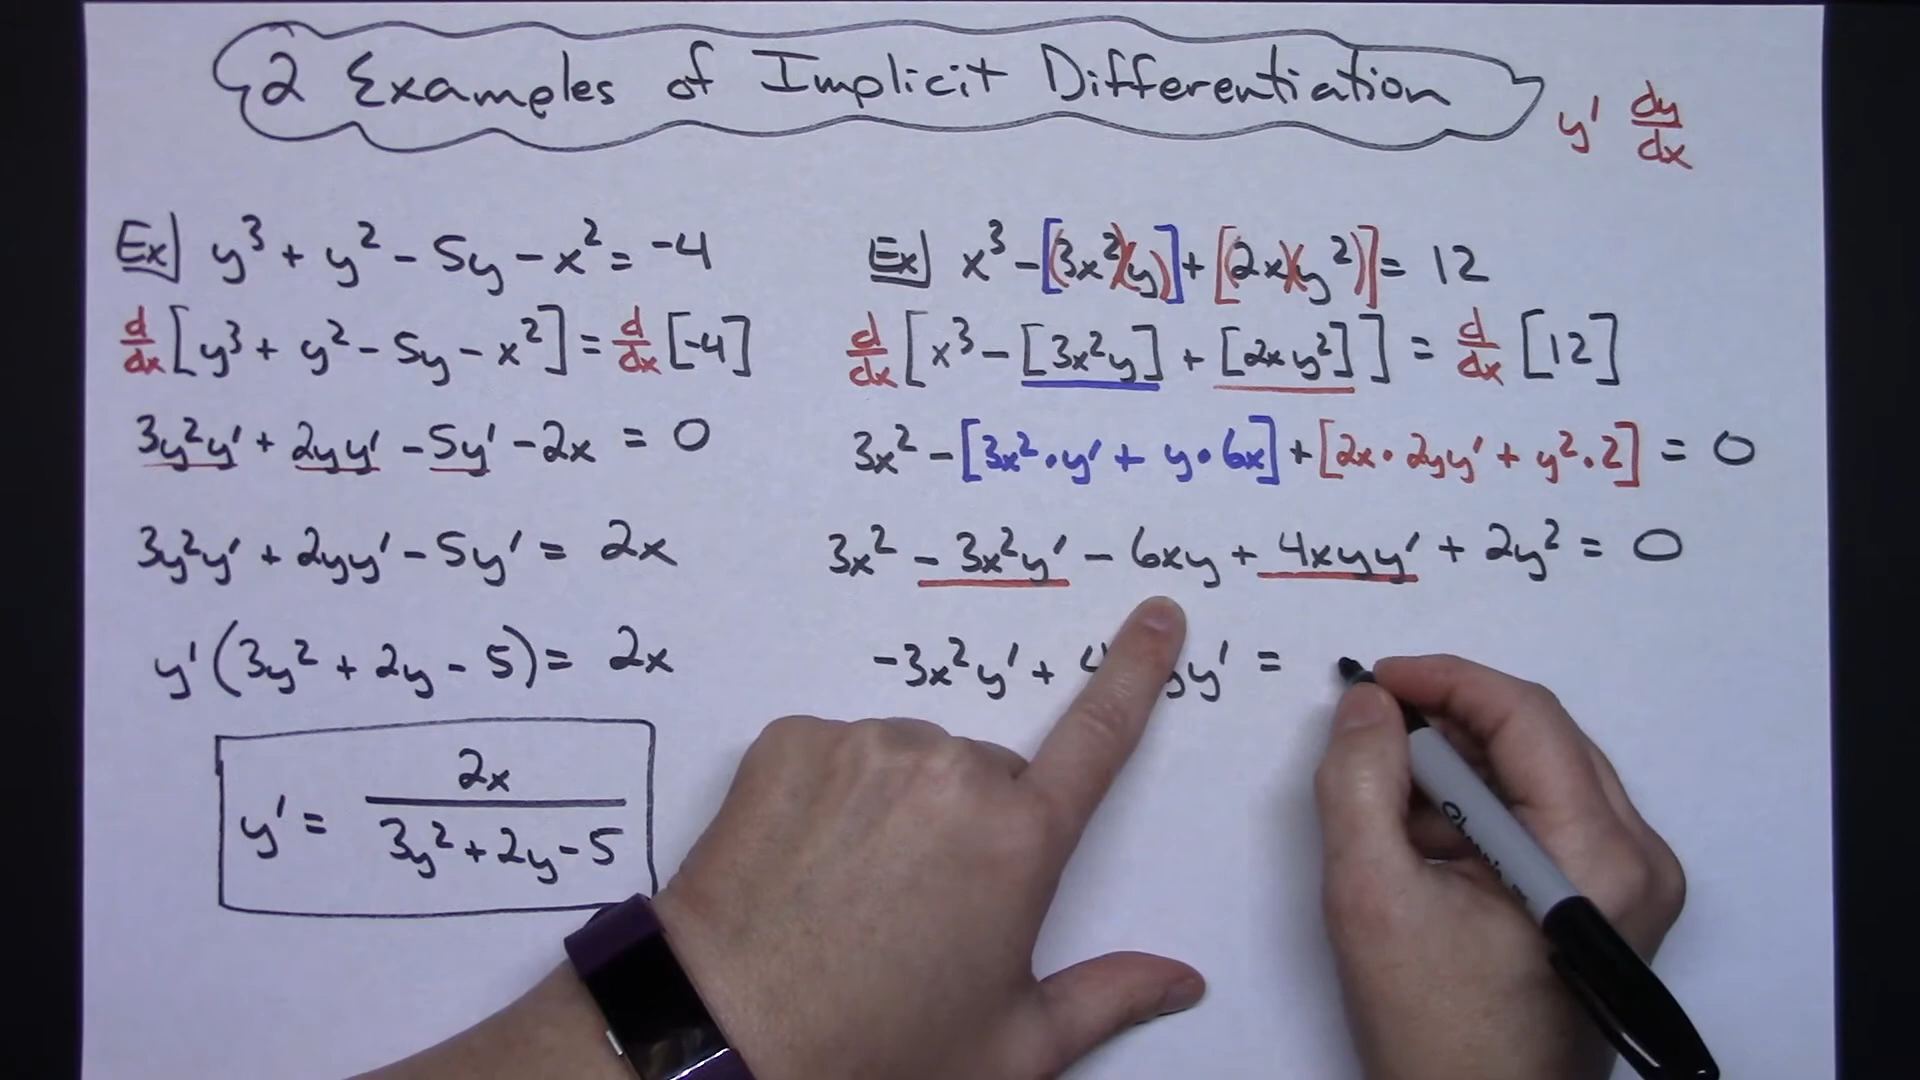 2 Examples of Implicit Differentiation
y' dy/dx
Ex] y³ + y² - 5y - x² = -4
d/dx [y³ + y² - 5y - x²] = d/dx [-4]
3y²y' + 2yy' - 5y' - 2x = 0
3y²y' + 2yy' - 5y' = 2x
y'(3y² + 2y - 5) = 2x
y' = 2x/(3y² + 2y - 5)
Ex] x³ - [(3x²)(y)] + [(2x)(y²)] = 12
d/dx [x³ - [3x²y] + [2xy²]] = d/dx [12]
3x² - [3x²·y' + y·6x] + [2x·2yy' + y²·2] = 0
3x² - 3x²y' - 6xy + 4xyy' + 2y² = 0
-3x²y' + 4 yy' =